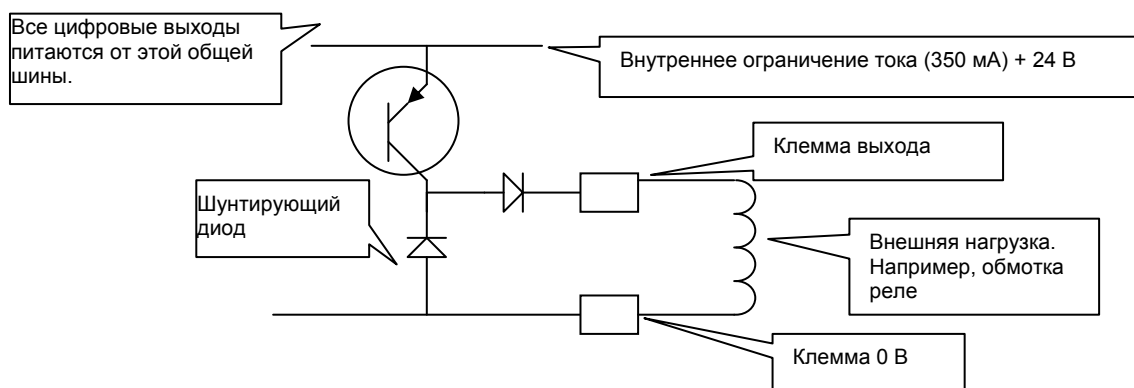 Все цифровые выходы
питаются от этой общей
шины.
Внутреннее ограничение тока (350 мА) + 24 В
Клемма выхода
Шунтирующий
диод
Внешняя нагрузка.
Например, обмотка
реле
Клемма 0 В